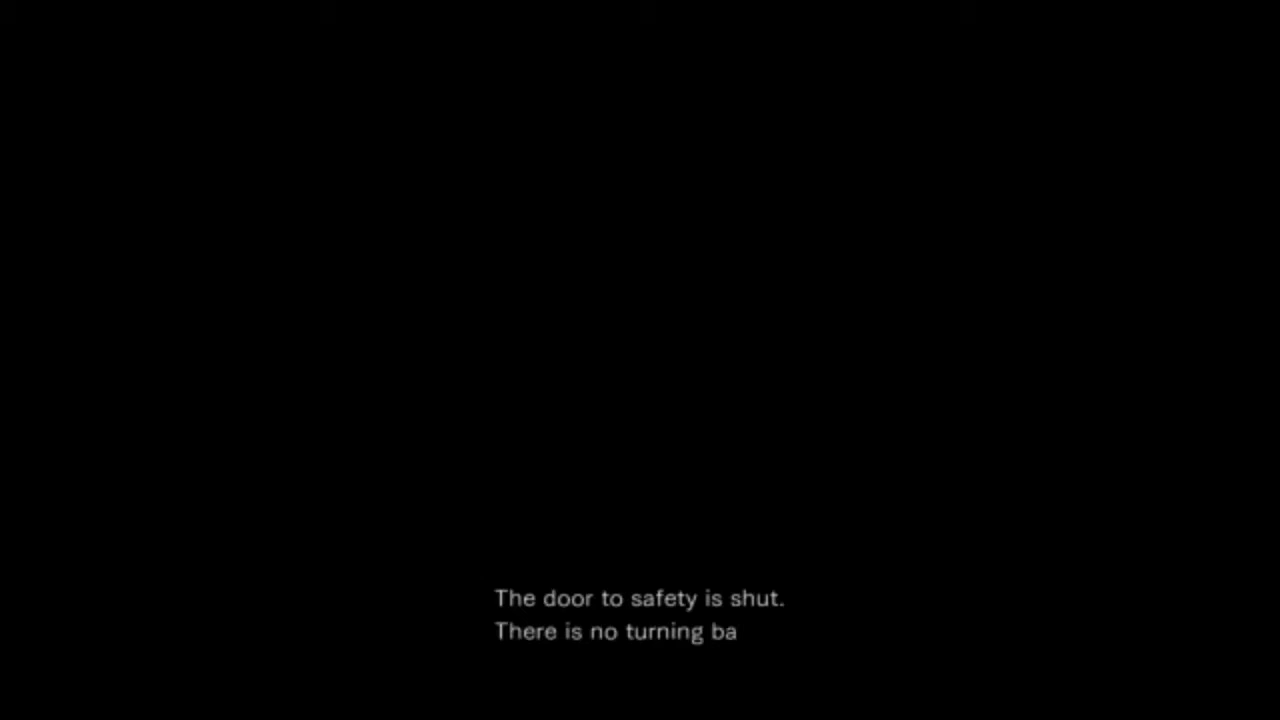 The door to safety is shut.
There is no turning ba